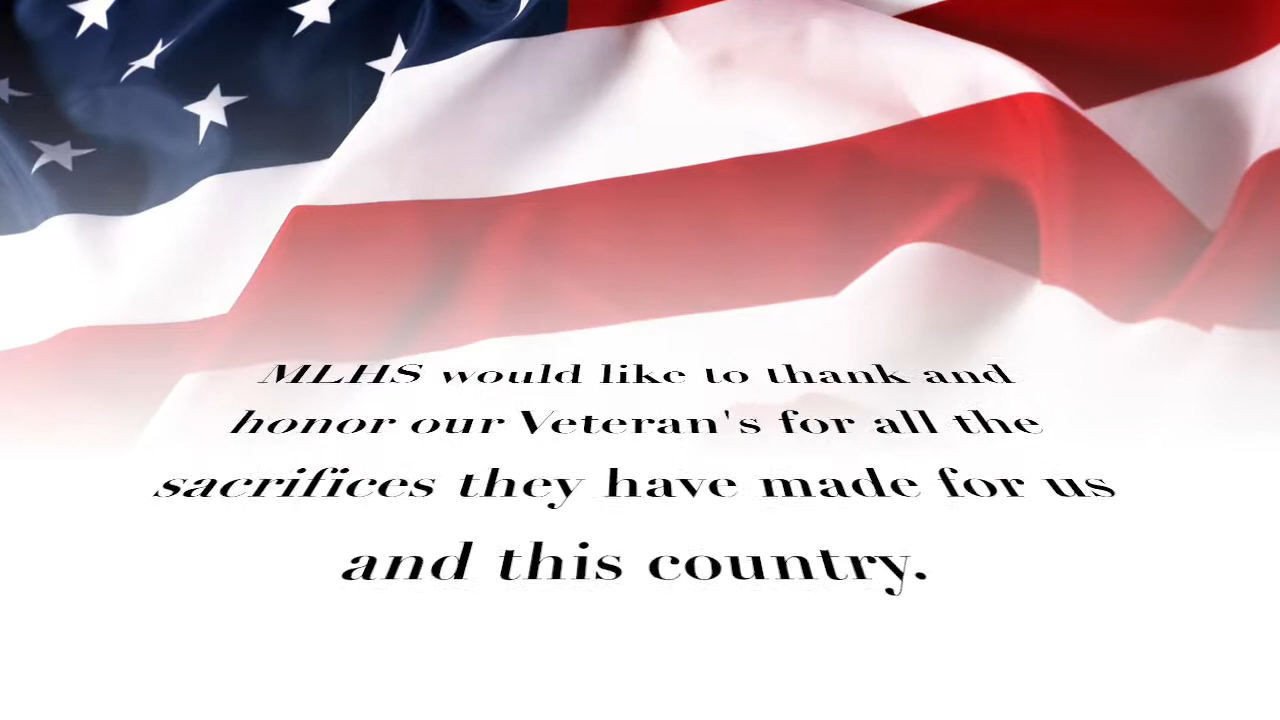 MLHS would like to thank and
honor our Veteran's for all the
sacrifices they have made for us
and this country.